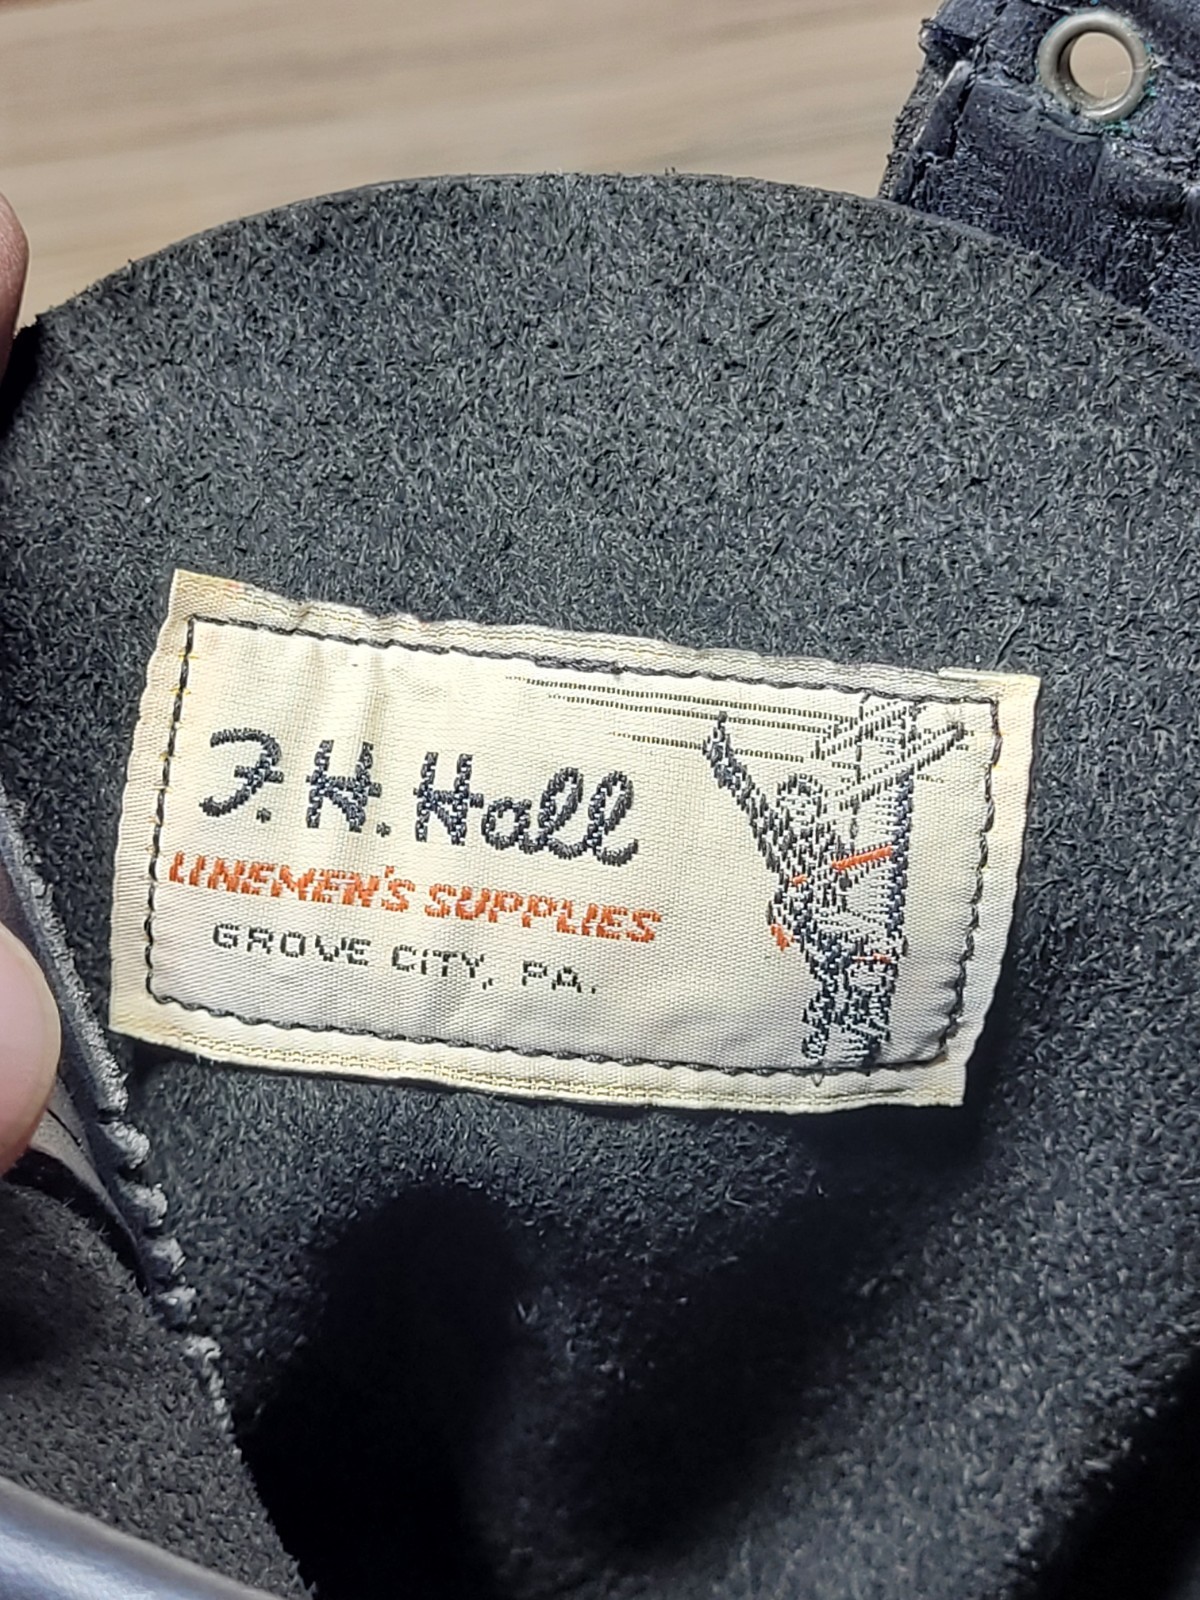 F. H. Hall
LINEMEN'S SUPPLIES
GROVE CITY, PA.